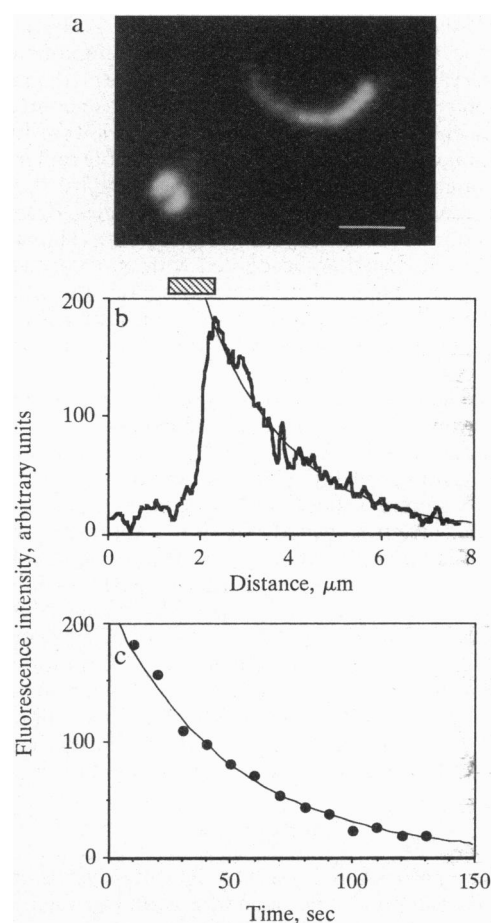 a
b
200
100
0
0 2 4 6 8
Distance, μm
Fluorescence intensity, arbitrary units
c
200
100
0
0 50 100 150
Time, sec